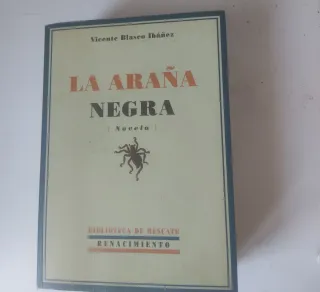 Vicente Blasco Ibáñez
LA ARAÑA
NEGRA
(Novela)
BIBLIOTECA DE RESCATE
RENACIMIENTO